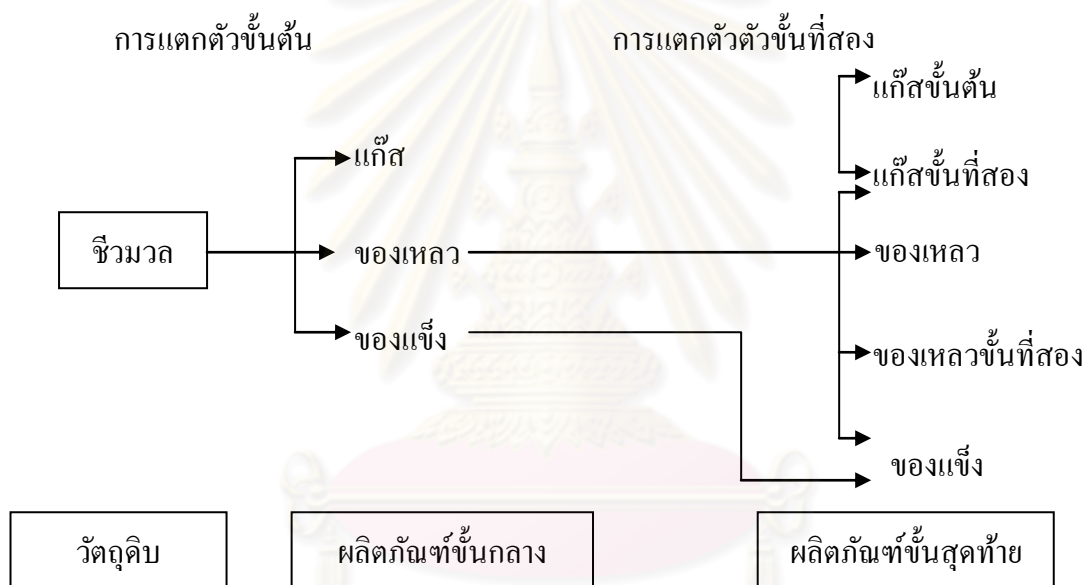 การแตกตัวขั้นต้น
การแตกตัวตัวขั้นที่สอง
แก๊สขั้นต้น
แก๊ส
แก๊สขั้นที่สอง
ชีวมวล
ของเหลว
ของเหลว
ของแข็ง
ของเหลวขั้นที่สอง
ของแข็ง
วัตถุดิบ
ผลิตภัณฑ์ขั้นกลาง
ผลิตภัณฑ์ขั้นสุดท้าย